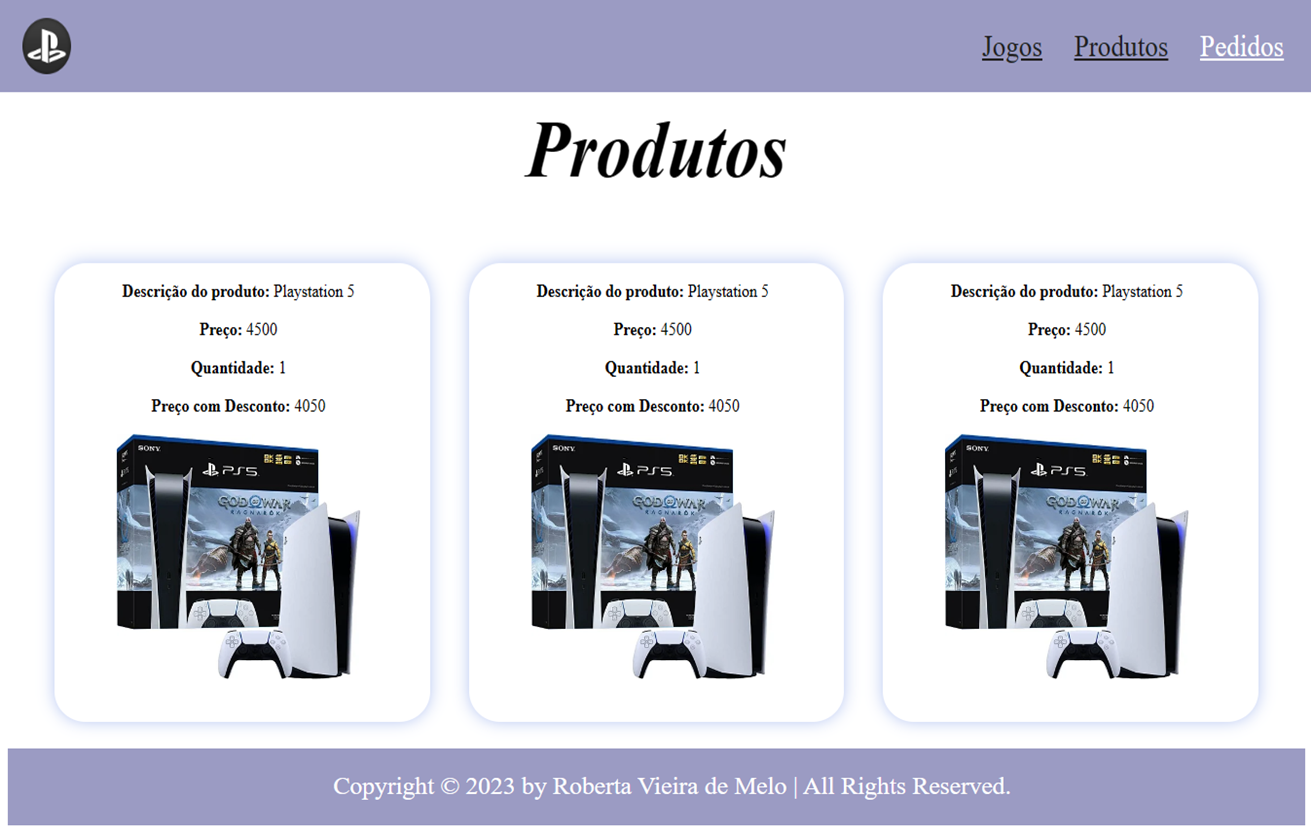 Jogos Produtos Pedidos
Produtos
Descrição do produto: Playstation 5
Preço: 4500
Quantidade: 1
Preço com Desconto: 4050
SONY
PS5
GOD OF WAR
RAGNARÖK
Descrição do produto: Playstation 5
Preço: 4500
Quantidade: 1
Preço com Desconto: 4050
SONY
PS5
GOD OF WAR
RAGNARÖK
Descrição do produto: Playstation 5
Preço: 4500
Quantidade: 1
Preço com Desconto: 4050
SONY
PS5
GOD OF WAR
RAGNARÖK
Copyright © 2023 by Roberta Vieira de Melo | All Rights Reserved.